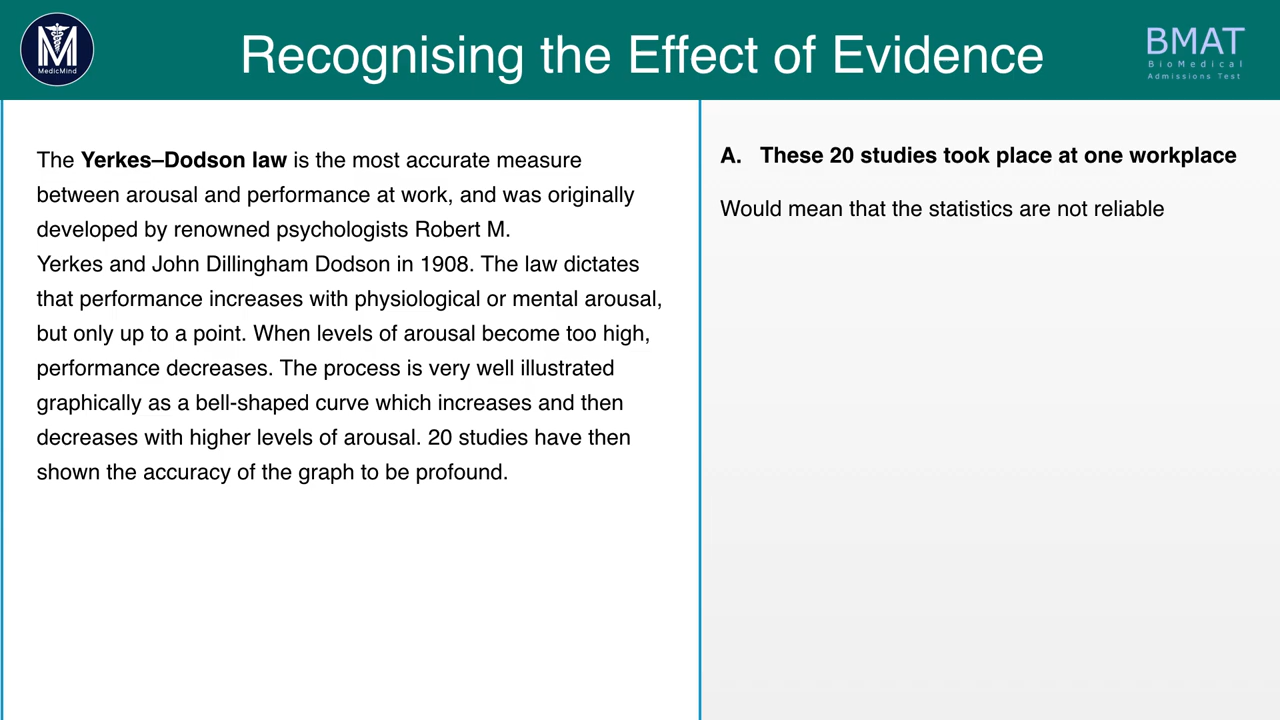 MedicMind
Recognising the Effect of Evidence
BMAT
BioMedical
Admissions Test
The Yerkes–Dodson law is the most accurate measure
between arousal and performance at work, and was originally
developed by renowned psychologists Robert M.
Yerkes and John Dillingham Dodson in 1908. The law dictates
that performance increases with physiological or mental arousal,
but only up to a point. When levels of arousal become too high,
performance decreases. The process is very well illustrated
graphically as a bell-shaped curve which increases and then
decreases with higher levels of arousal. 20 studies have then
shown the accuracy of the graph to be profound.
A. These 20 studies took place at one workplace
Would mean that the statistics are not reliable